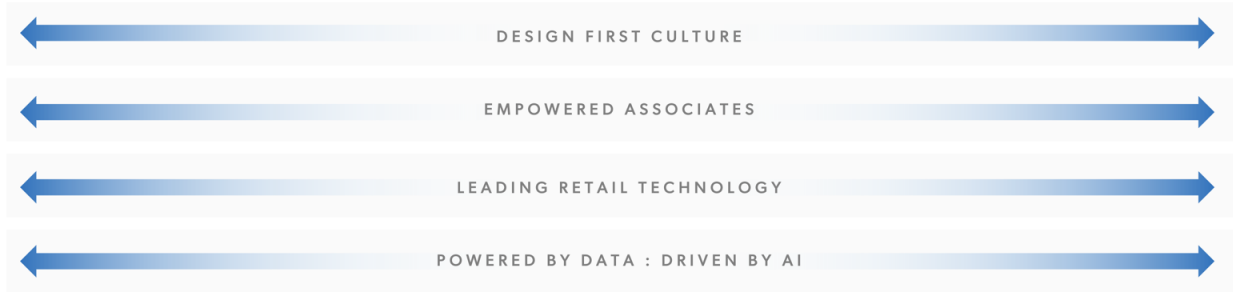 DESIGN FIRST CULTURE
EMPOWERED ASSOCIATES
LEADING RETAIL TECHNOLOGY
POWERED BY DATA : DRIVEN BY AI